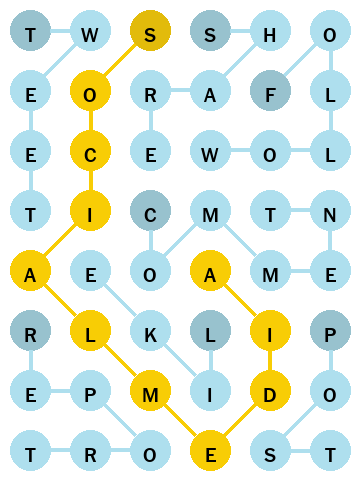 T W S S H O
E O R A F L
E C E W O L
T I C M T N
A E O A M E
R L K L I P
E P M I D O
T R O E S T